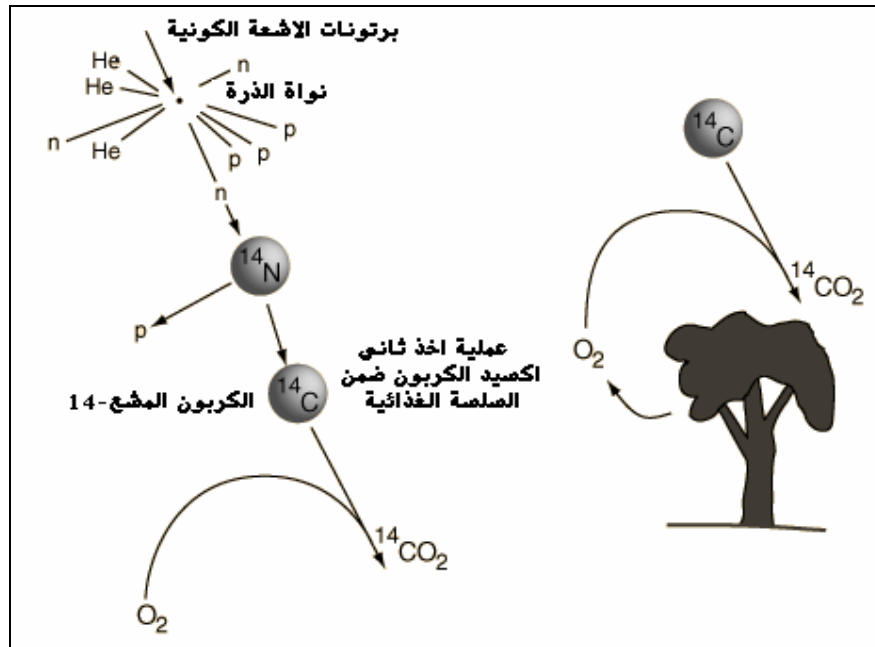 برتونات الاشعة الكونية
He
He
n
نواة الذرة
n
He
p
p
p
n
¹⁴N
p
¹⁴C
الكربون المشع-14
عملية اخذ ثاني
اكسيد الكربون ضمن
السلسة الغذائية
¹⁴CO₂
O₂
¹⁴C
¹⁴CO₂
O₂